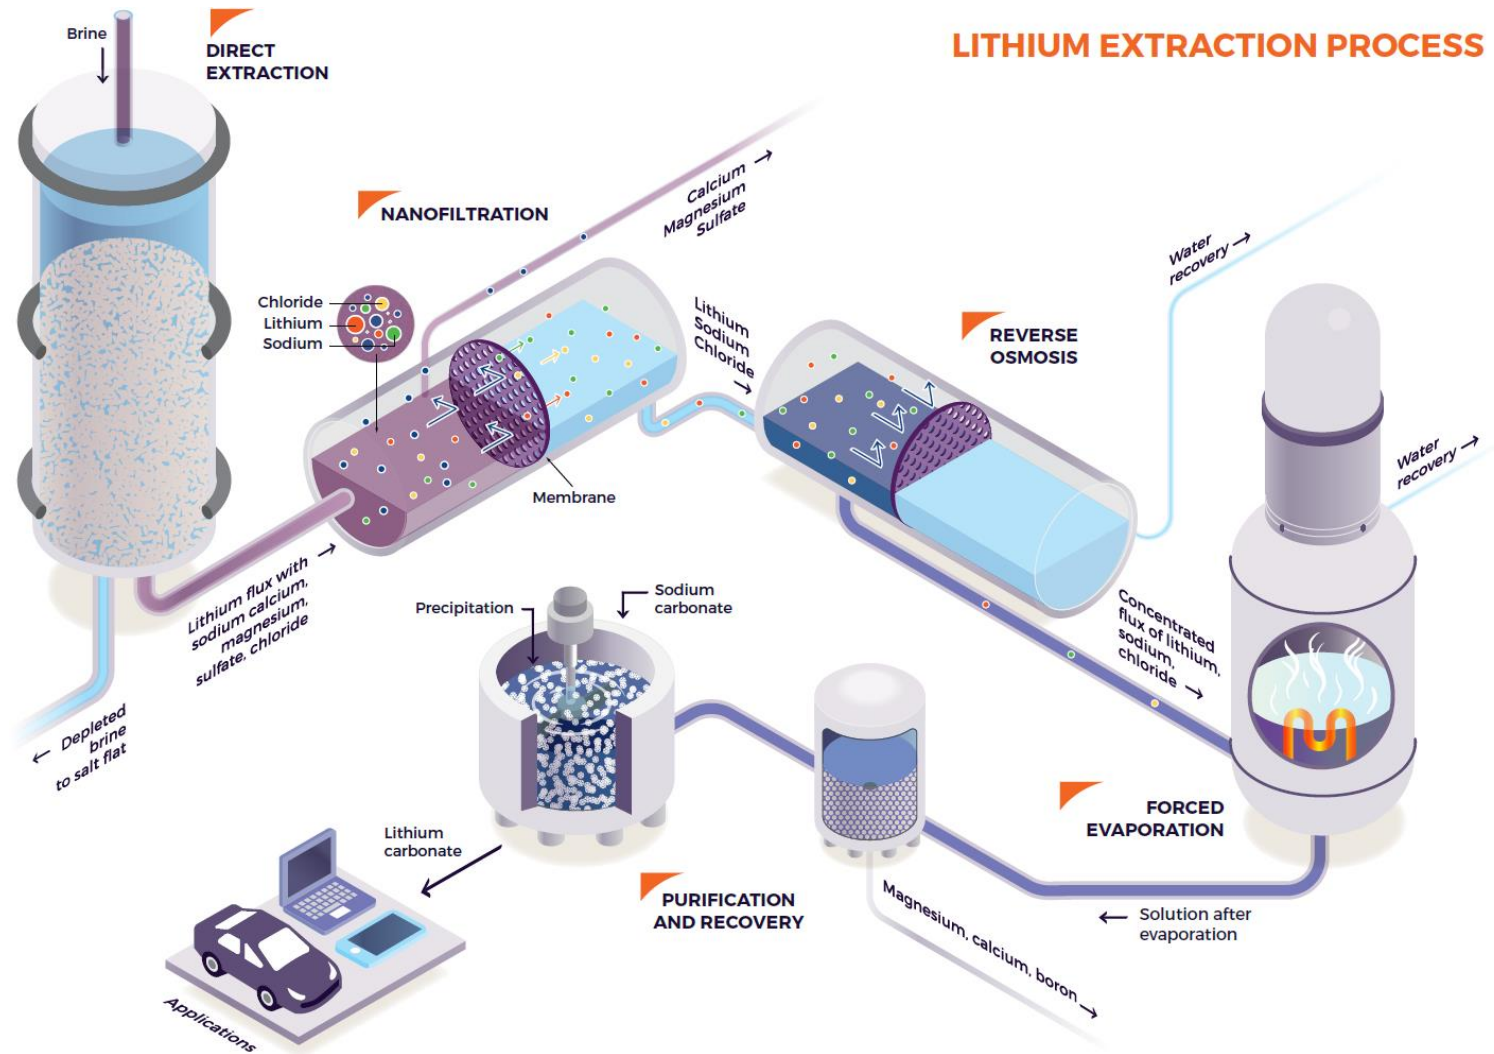 LITHIUM EXTRACTION PROCESS
Brine
DIRECT
EXTRACTION
NANOFILTRATION
Calcium
Magnesium
Sulfate
Chloride
Lithium
Sodium
Membrane
Lithium flux with
sodium calcium,
magnesium,
sulfate, chloride
Depleted
brine
to salt flat
Lithium
Sodium
Chloride
REVERSE
OSMOSIS
Water
recovery
Water
recovery
Concentrated
flux of lithium,
sodium,
chloride
FORCED
EVAPORATION
Solution after
evaporation
Magnesium, calcium, boron
PURIFICATION
AND RECOVERY
Precipitation
Sodium
carbonate
Lithium
carbonate
Applications